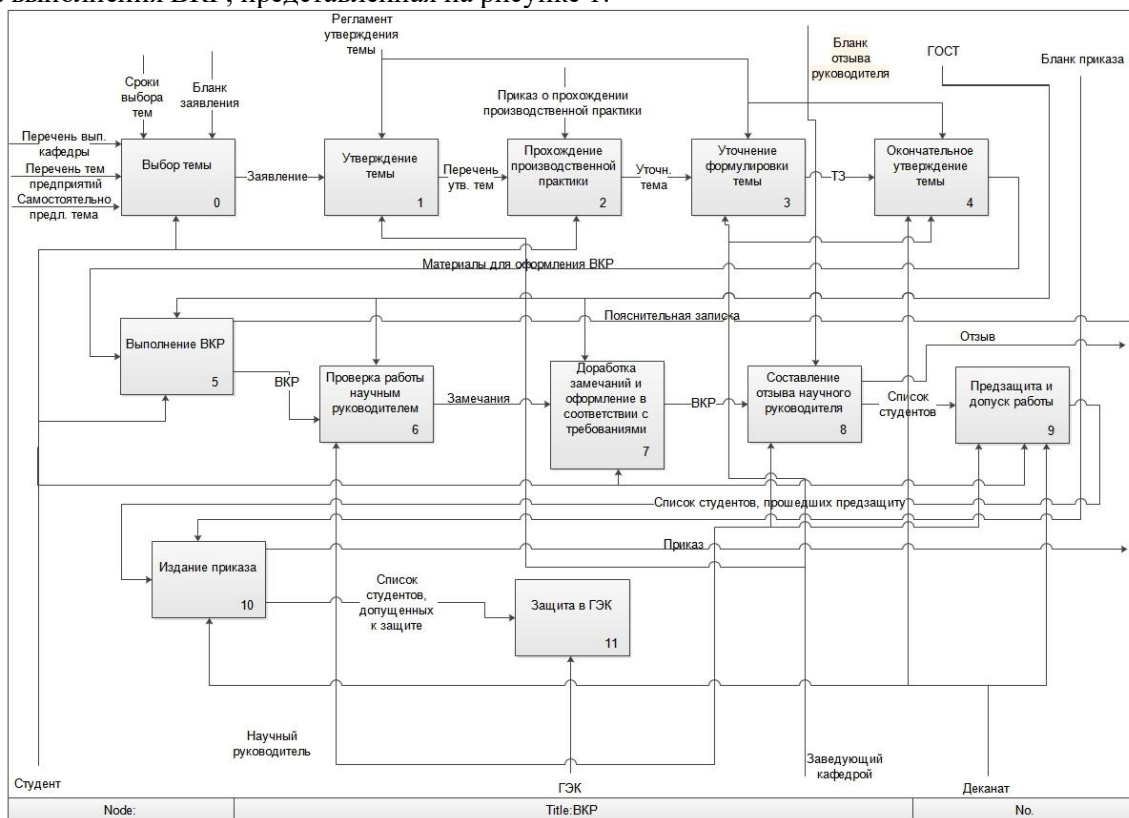 с выполнения ВКР, представленная на рисунке 1.
Регламент
утверждения
темы
Бланк
отзыва
руководителя
ГОСТ
Бланк приказа
Сроки
выбора
тем
Бланк
заявления
Приказ о прохождении
производственной практики
Перечень вып.
кафедры
Перечень тем
предприятий
Самостоятельно
предл. тема
Выбор темы
0
Заявление
Утверждение
темы
1
Перечень
утв. тем
Прохождение
производственной
практики
2
Уточн.
тема
Уточнение
формулировки
темы
3
ТЗ
Окончательное
утверждение
темы
4
Материалы для оформления ВКР
Пояснительная записка
Выполнение ВКР
5
ВКР
Проверка работы
научным
руководителем
6
Замечания
Доработка
замечаний и
оформление в
соответствии с
требованиями
7
ВКР
Составление
отзыва научного
руководителя
8
Отзыв
Список
студентов
Предзащита и
допуск работы
9
Список студентов, прошедших предзащиту
Приказ
Издание приказа
10
Список
студентов,
допущенных
к защите
Защита в ГЭК
11
Научный
руководитель
Студент
ГЭК
Заведующий
кафедрой
Деканат
Node:
Title:ВКР
No.